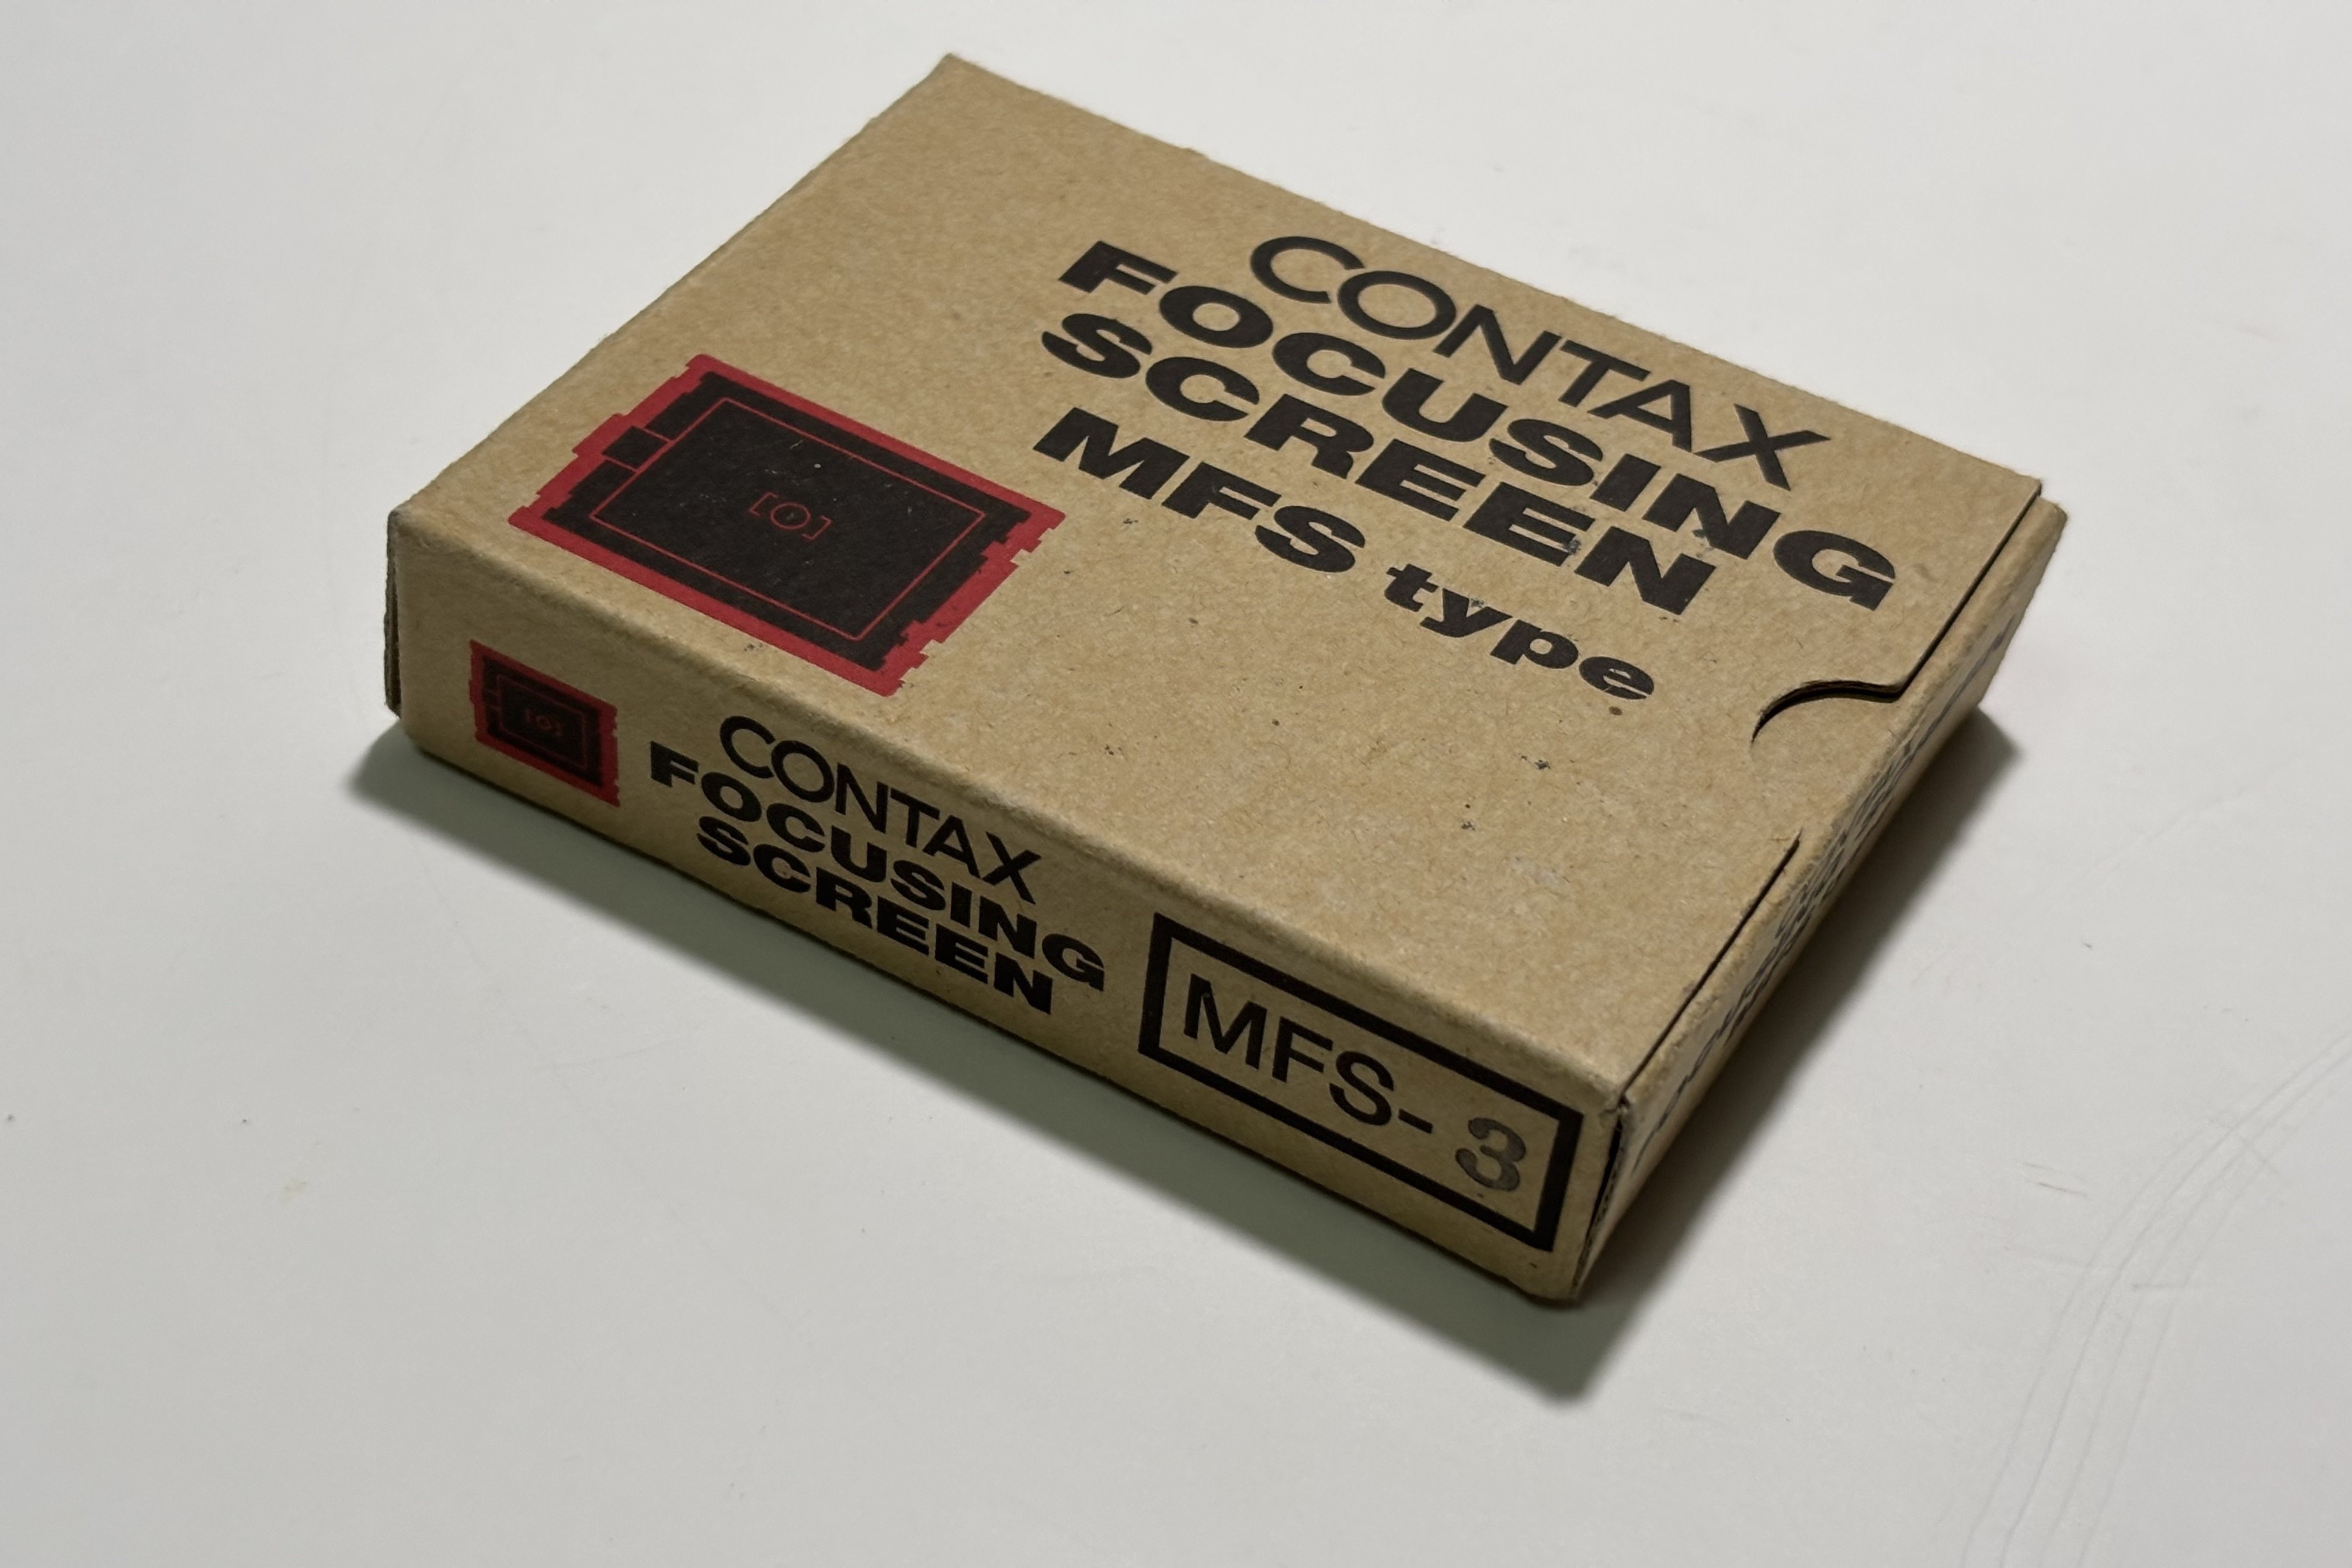 CONTAX
FOCUSING
SCREEN
MFS type
CONTAX
FOCUSING
SCREEN
MFS-3